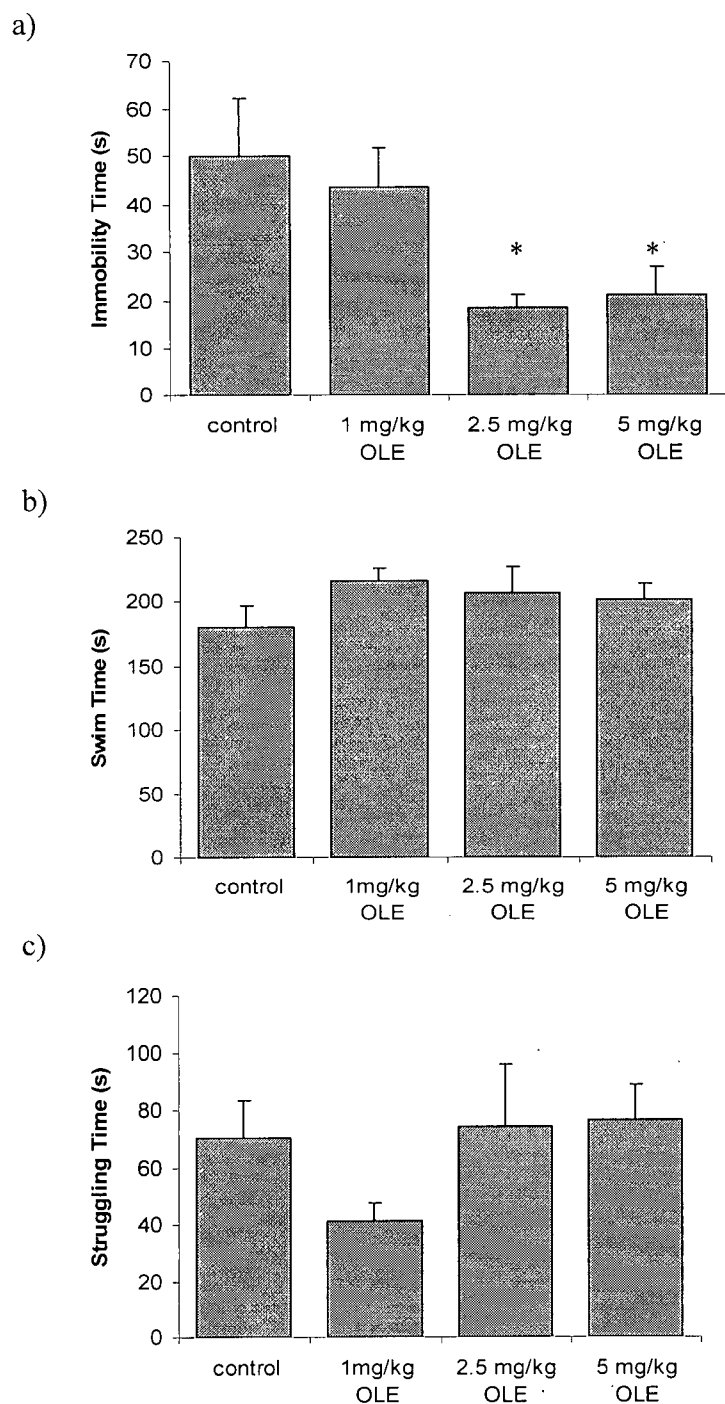 a)
70
60
50
40
30
20
10
0
Immobility Time (s)
* *
control 1 mg/kg 2.5 mg/kg 5 mg/kg
OLE OLE OLE
b)
250
200
150
100
50
0
Swim Time (s)
control 1mg/kg 2.5 mg/kg 5 mg/kg
OLE OLE OLE
c)
120
100
80
60
40
20
0
Struggling Time (s)
control 1mg/kg 2.5 mg/kg 5 mg/kg
OLE OLE OLE